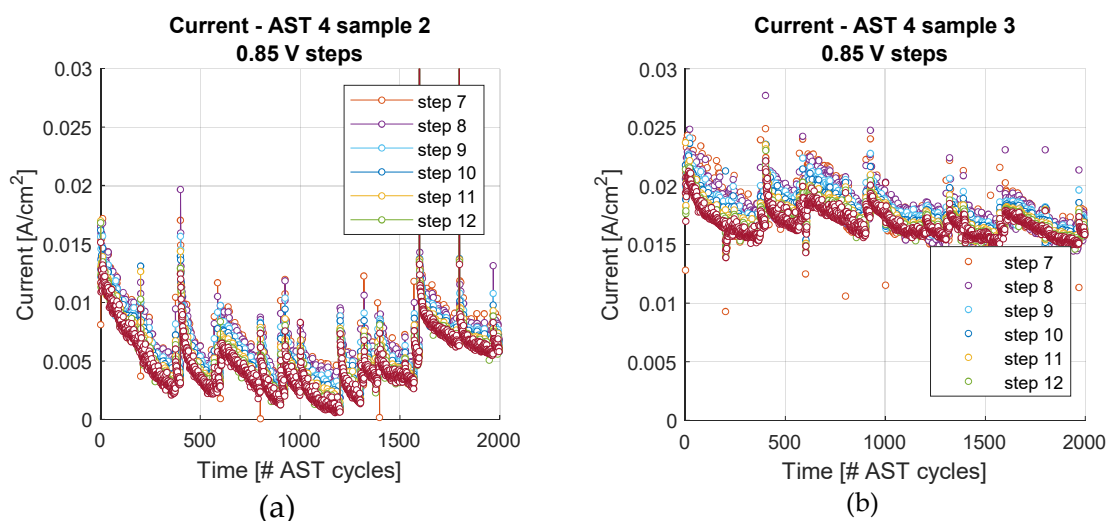 Current - AST 4 sample 2
0.85 V steps
0.03
0.025
0.02
0.015
0.01
0.005
0
Current [A/cm²]
step 7
step 8
step 9
step 10
step 11
step 12
0
500
1000
1500
2000
Time [# AST cycles]
(a)
Current - AST 4 sample 3
0.85 V steps
0.03
0.025
0.02
0.015
0.01
0.005
0
Current [A/cm²]
step 7
step 8
step 9
step 10
step 11
step 12
0
500
1000
1500
2000
Time [# AST cycles]
(b)